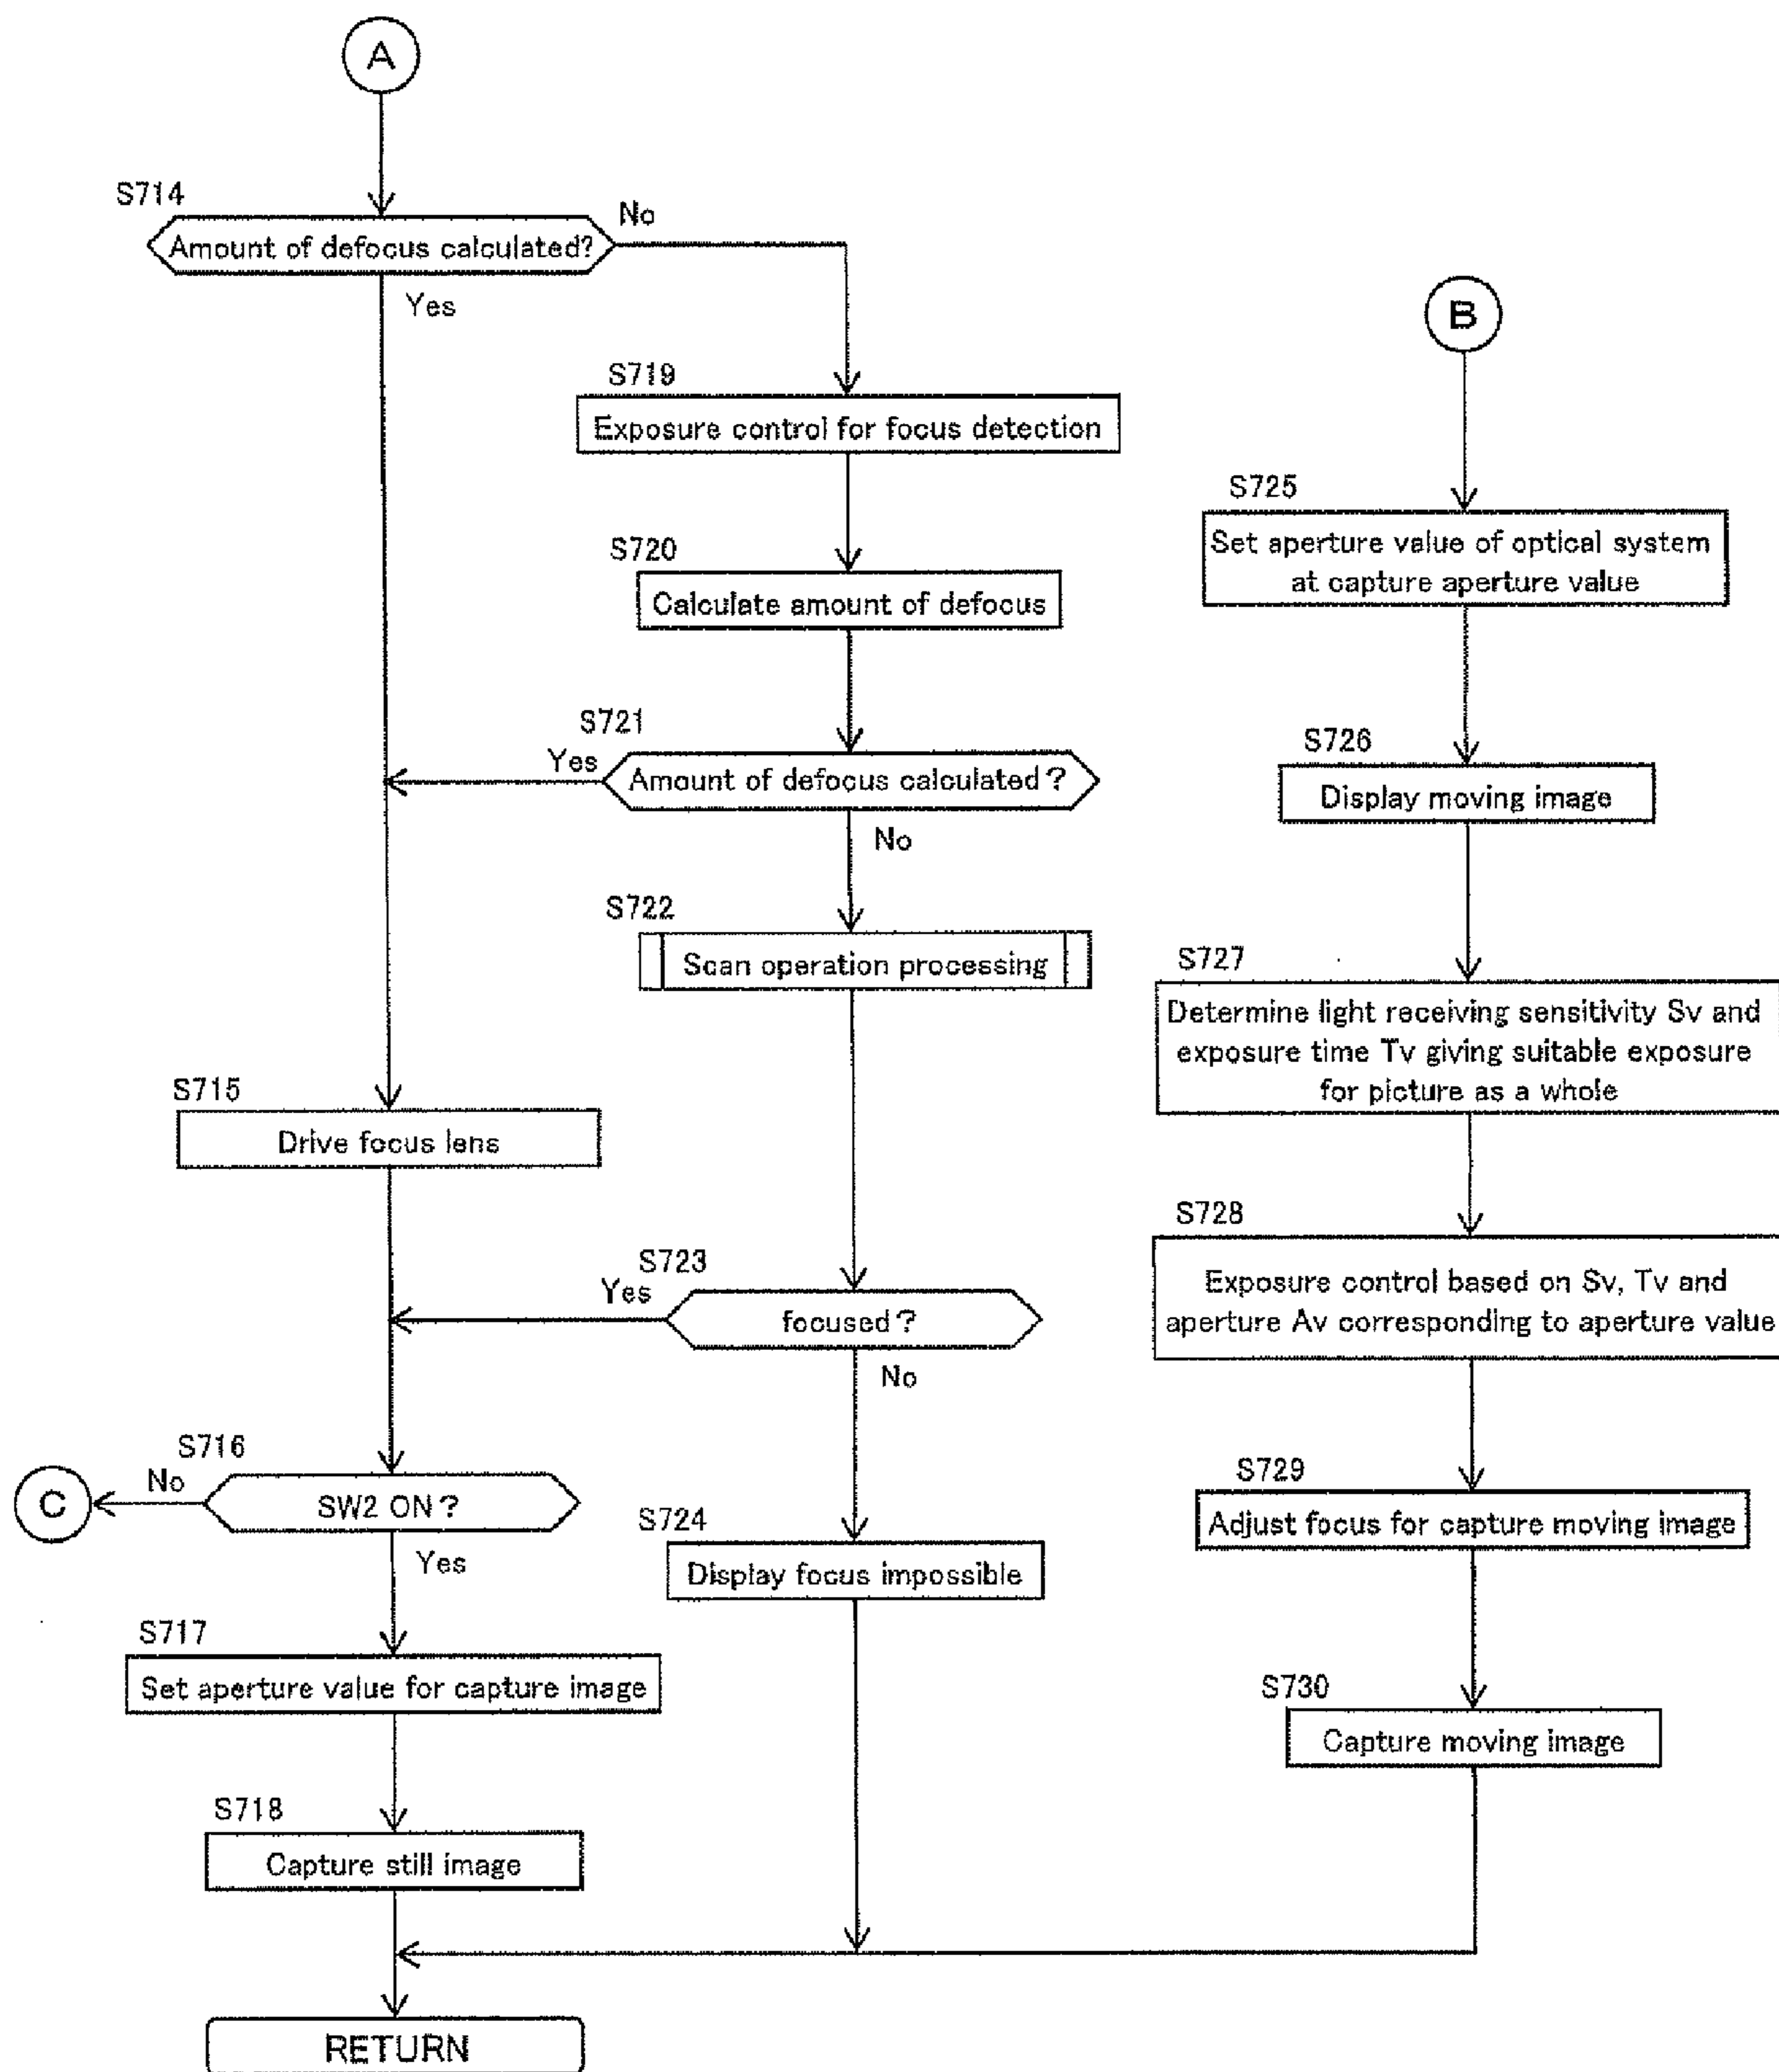 A
S714
Amount of defocus calculated?
No
Yes
S719
Exposure control for focus detection
S720
Calculate amount of defocus
S721
Amount of defocus calculated?
Yes
No
S722
Scan operation processing
S715
Drive focus lens
S723
focused?
Yes
No
S716
SW2 ON?
No
C
Yes
S724
Display focus impossible
S717
Set aperture value for capture image
S718
Capture still image
RETURN
B
S725
Set aperture value of optical system
at capture aperture value
S726
Display moving image
S727
Determine light receiving sensitivity Sv and
exposure time Tv giving suitable exposure
for picture as a whole
S728
Exposure control based on Sv, Tv and
aperture Av corresponding to aperture value
S729
Adjust focus for capture moving image
S730
Capture moving image